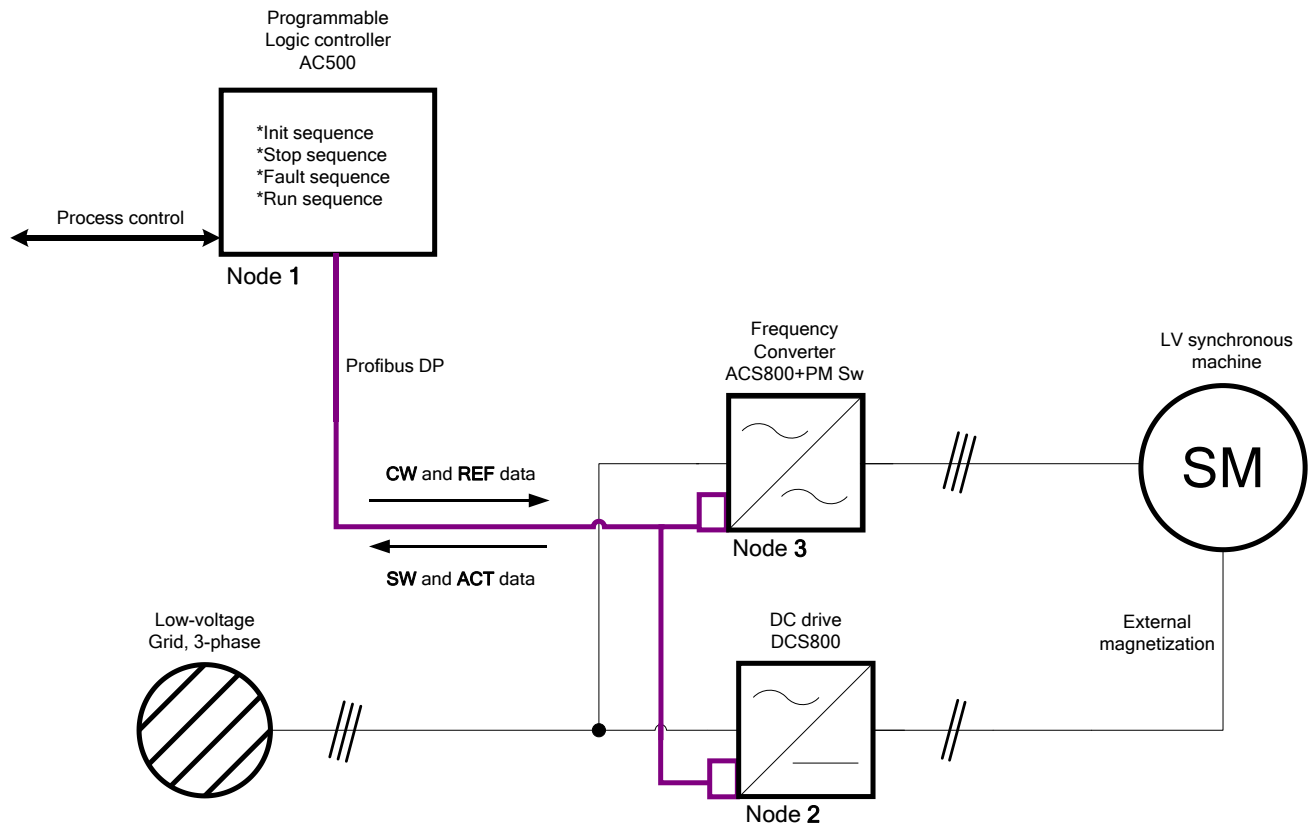 Programmable
Logic controller
AC500
*Init sequence
*Stop sequence
*Fault sequence
*Run sequence
Process control
Node 1
Profibus DP
Frequency
Converter
ACS800+PM Sw
LV synchronous
machine
SM
CW and REF data
Node 3
SW and ACT data
Low-voltage
Grid, 3-phase
DC drive
DCS800
External
magnetization
Node 2